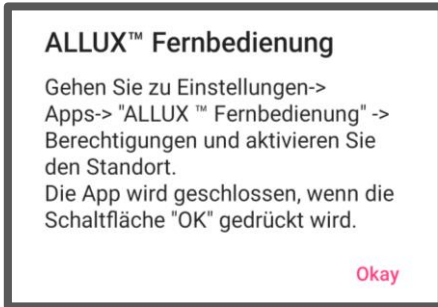 ALLUX™ Fernbedienung
Gehen Sie zu Einstellungen->
Apps-> "ALLUX ™ Fernbedienung" ->
Berechtigungen und aktivieren Sie
den Standort.
Die App wird geschlossen, wenn die
Schaltfläche "OK" gedrückt wird.
Okay